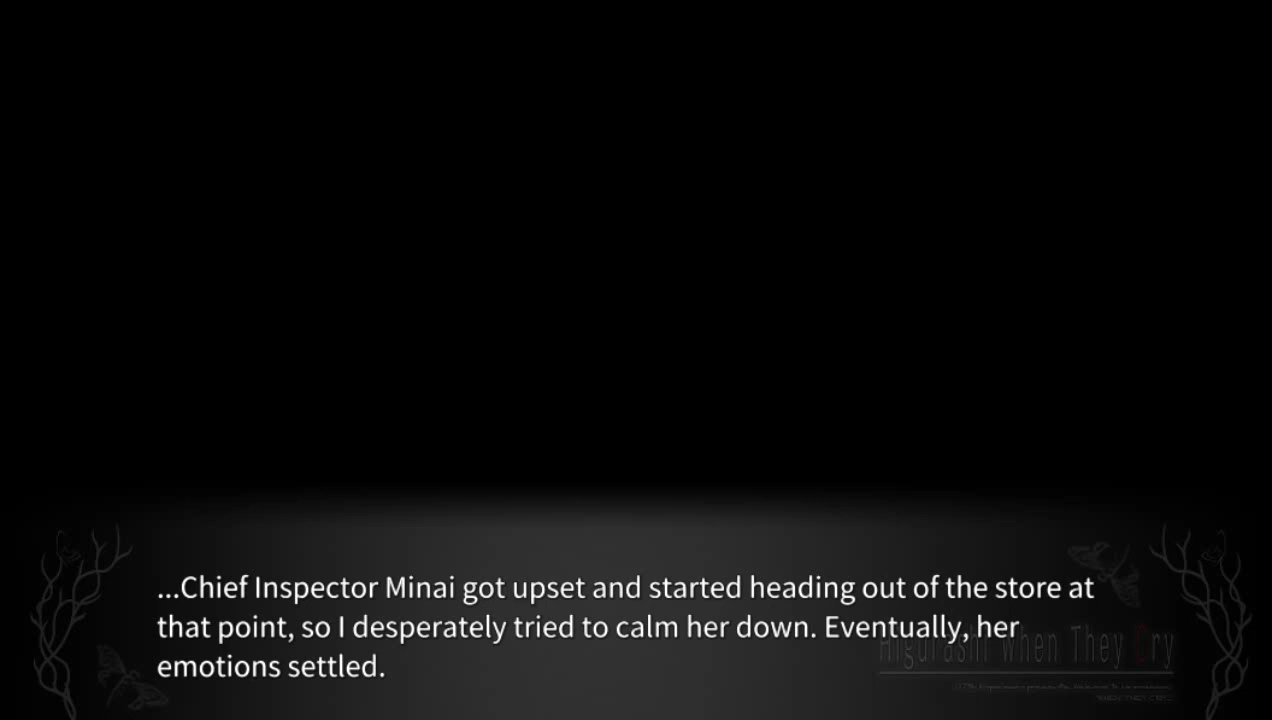 ...Chief Inspector Minai got upset and started heading out of the store at
that point, so I desperately tried to calm her down. Eventually, her
emotions settled.
Higurashi When They Cry